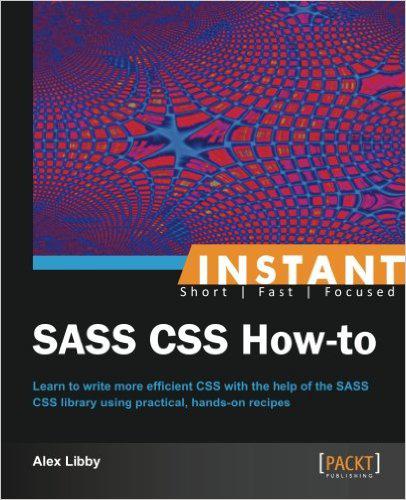 INSTANT
Short | Fast | Focused
SASS CSS How-to
Learn to write more efficient CSS with the help of the SASS
CSS library using practical, hands-on recipes
Alex Libby
[PACKT]
PUBLISHING